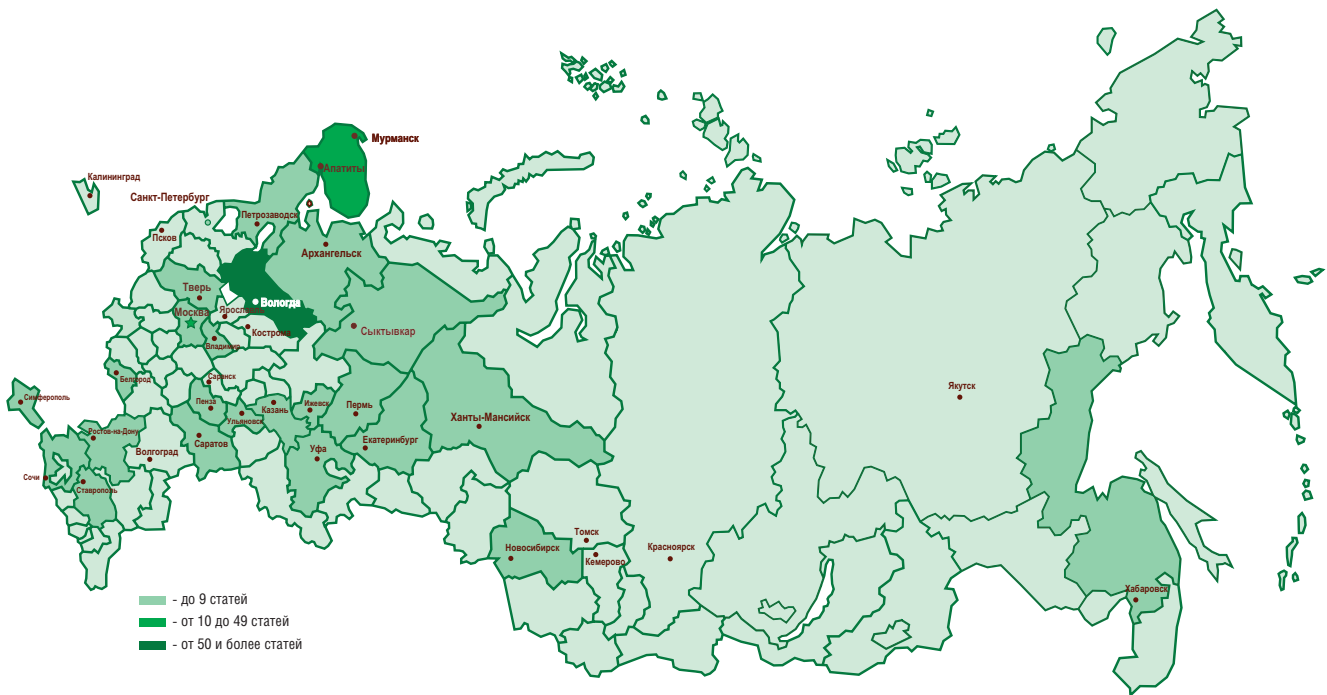 Мурманск
Апатиты
Калининград
Санкт-Петербург
Петрозаводск
Псков
Архангельск
Тверь
Вологда
Ярославль
Москва
Кострома
Сыктывкар
Владимир
Белгород
Саранск
Якутск
Симферополь
Пенза
Казань
Ижевск
Пермь
Ханты-Мансийск
Ульяновск
Ростов-на-Дону
Саратов
Екатеринбург
Волгоград
Уфа
Сочи
Ставрополь
Томск
Новосибирск
Красноярск
Кемерово
Хабаровск
- до 9 статей
- от 10 до 49 статей
- от 50 и более статей